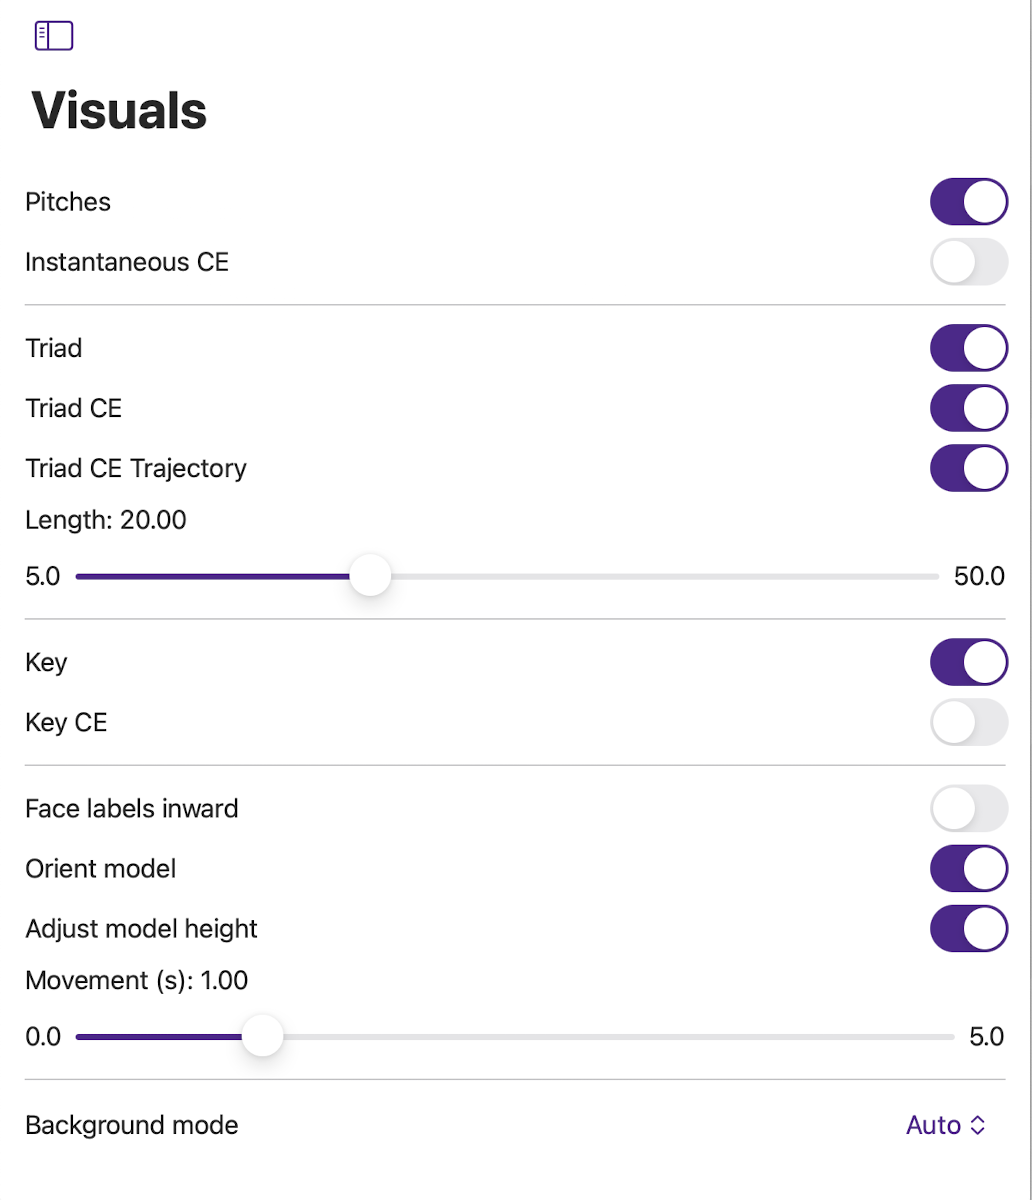 Visuals
Pitches
Instantaneous CE
Triad
Triad CE
Triad CE Trajectory
Length: 20.00
5.0 50.0
Key
Key CE
Face labels inward
Orient model
Adjust model height
Movement (s): 1.00
0.0 5.0
Background mode Auto